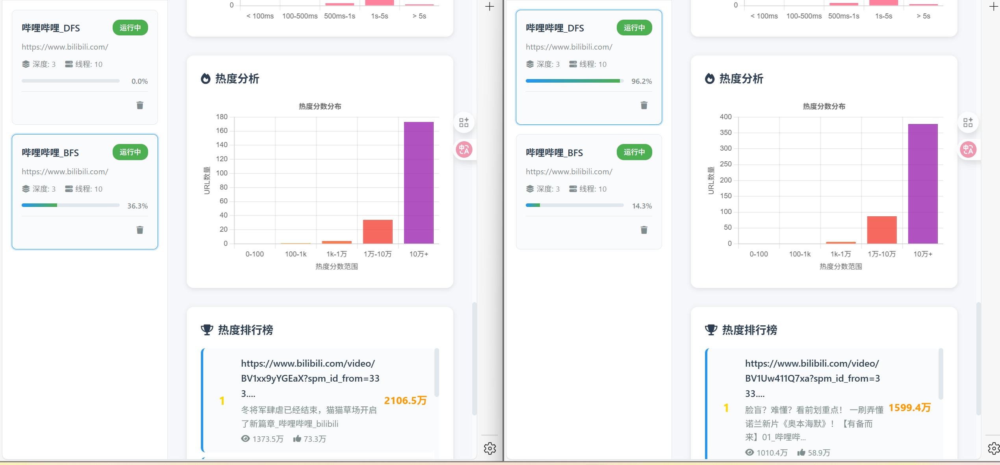 哔哩哔哩_DFS
运行中
https://www.bilibili.com/
深度: 3
线程: 10
0.0%
哔哩哔哩_BFS
运行中
https://www.bilibili.com/
深度: 3
线程: 10
36.3%
0
< 100ms
100-500ms
500ms-1s
1s-5s
> 5s
热度分析
热度分数分布
180
160
140
120
100
80
60
40
20
0
URL数量
0-100
100-1k
1k-1万
1万-10万
10万+
热度分数范围
热度排行榜
1
https://www.bilibili.com/video/
BV1xx9yYGEaX?spm_id_from=33
3....
冬将军肆虐已经结束，猫猫草场开启
了新篇章_哔哩哔哩_bilibili
1373.5万
73.3万
2106.5万
中A
哔哩哔哩_DFS
运行中
https://www.bilibili.com/
深度: 3
线程: 10
96.2%
哔哩哔哩_BFS
运行中
https://www.bilibili.com/
深度: 3
线程: 10
14.3%
0
< 100ms
100-500ms
500ms-1s
1s-5s
> 5s
热度分析
热度分数分布
400
350
300
250
200
150
100
50
0
URL数量
0-100
100-1k
1k-1万
1万-10万
10万+
热度分数范围
热度排行榜
1
https://www.bilibili.com/video/
BV1Uw411Q7xa?spm_id_from=3
33....
脸盲？难懂？看前划重点！ 一刷弄懂
诺兰新片《奥本海默》！【有备而
来】01_哔哩哔...
1010.4万
58.9万
1599.4万
中A